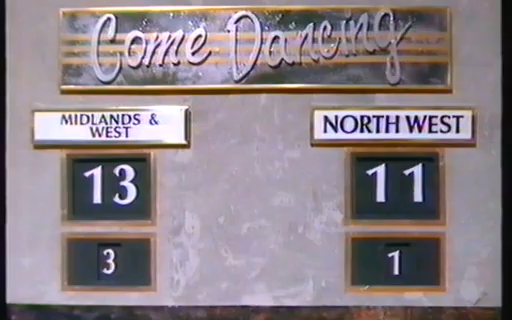 Come Dancing
MIDLANDS &
WEST
NORTH WEST
13
11
3
1